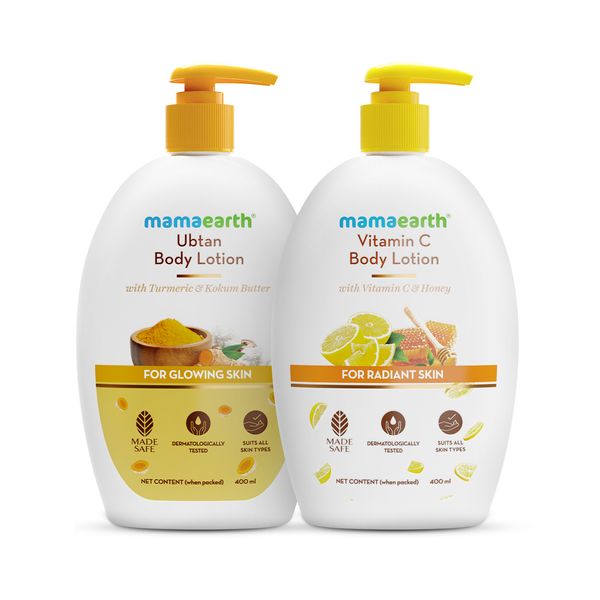 mamaearth®
Ubtan
Body Lotion
with Turmeric & Kokum Butter
FOR GLOWING SKIN
MADE
SAFE
DERMATOLOGICALLY
TESTED
SUITS ALL
SKIN TYPES
NET CONTENT (when packed) 400 ml
mamaearth®
Vitamin C
Body Lotion
with Vitamin C & Honey
FOR RADIANT SKIN
MADE
SAFE
DERMATOLOGICALLY
TESTED
SUITS ALL
SKIN TYPES
NET CONTENT (when packed) 400 ml